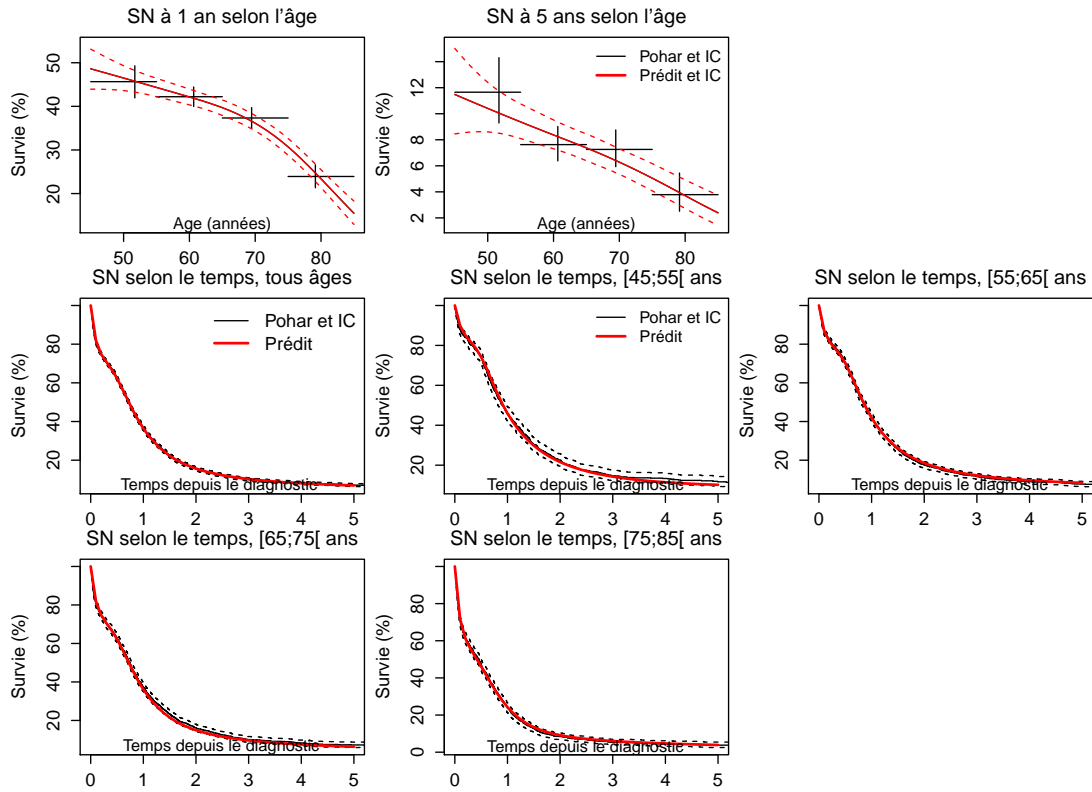 SN à 1 an selon l'âge
Survie (%)
50
40
30
20
Age (années)
50 60 70 80
SN à 5 ans selon l'âge
Survie (%)
12
10
8
6
4
2
Pohar et IC
Prédit et IC
Age (années)
50 60 70 80
SN selon le temps, tous âges
Survie (%)
80
60
40
20
Pohar et IC
Prédit
Temps depuis le diagnostic
0 1 2 3 4 5
SN selon le temps, [45;55[ ans
Survie (%)
80
60
40
20
Pohar et IC
Prédit
Temps depuis le diagnostic
0 1 2 3 4 5
SN selon le temps, [55;65[ ans
Survie (%)
80
60
40
20
Temps depuis le diagnostic
0 1 2 3 4 5
SN selon le temps, [65;75[ ans
Survie (%)
80
60
40
20
Temps depuis le diagnostic
0 1 2 3 4 5
SN selon le temps, [75;85[ ans
Survie (%)
80
60
40
20
0
Temps depuis le diagnostic
0 1 2 3 4 5